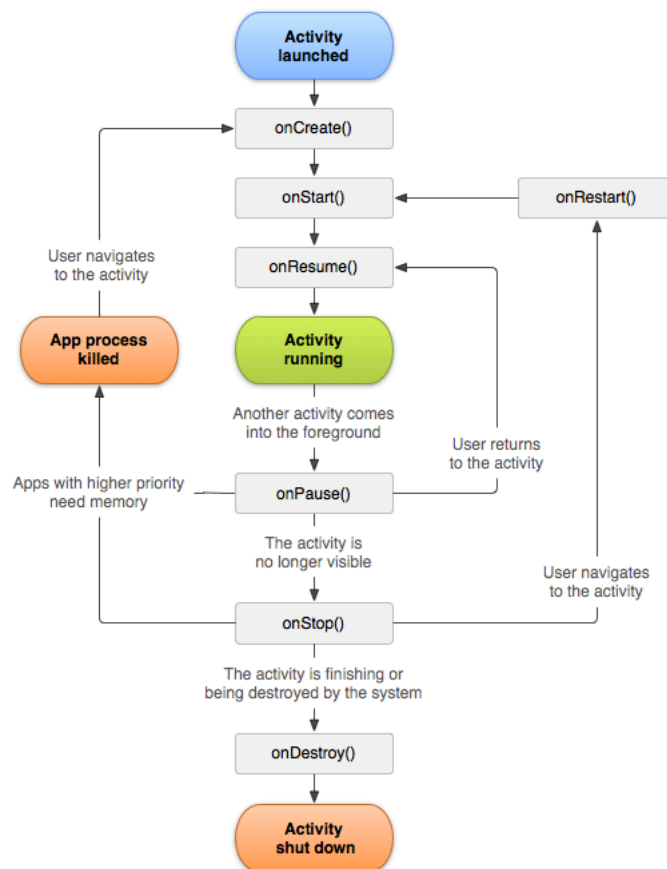 Activity
launched
onCreate()
onStart()
onRestart()
User navigates
to the activity
onResume()
App process
killed
Activity
running
Another activity comes
into the foreground
User returns
to the activity
Apps with higher priority
need memory
onPause()
The activity is
no longer visible
User navigates
to the activity
onStop()
The activity is finishing or
being destroyed by the system
onDestroy()
Activity
shut down